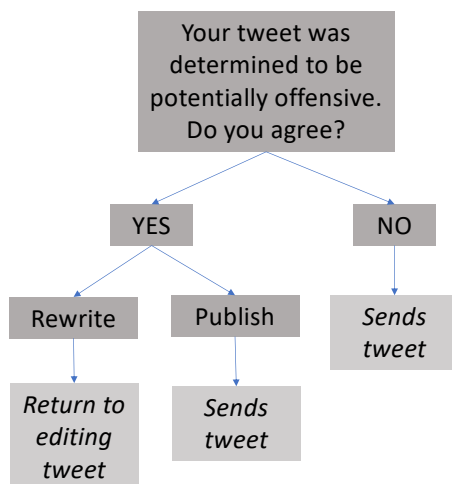 Your tweet was
determined to be
potentially offensive.
Do you agree?
YES
NO
Rewrite
Publish
Sends
tweet
Return to
editing
tweet
Sends
tweet